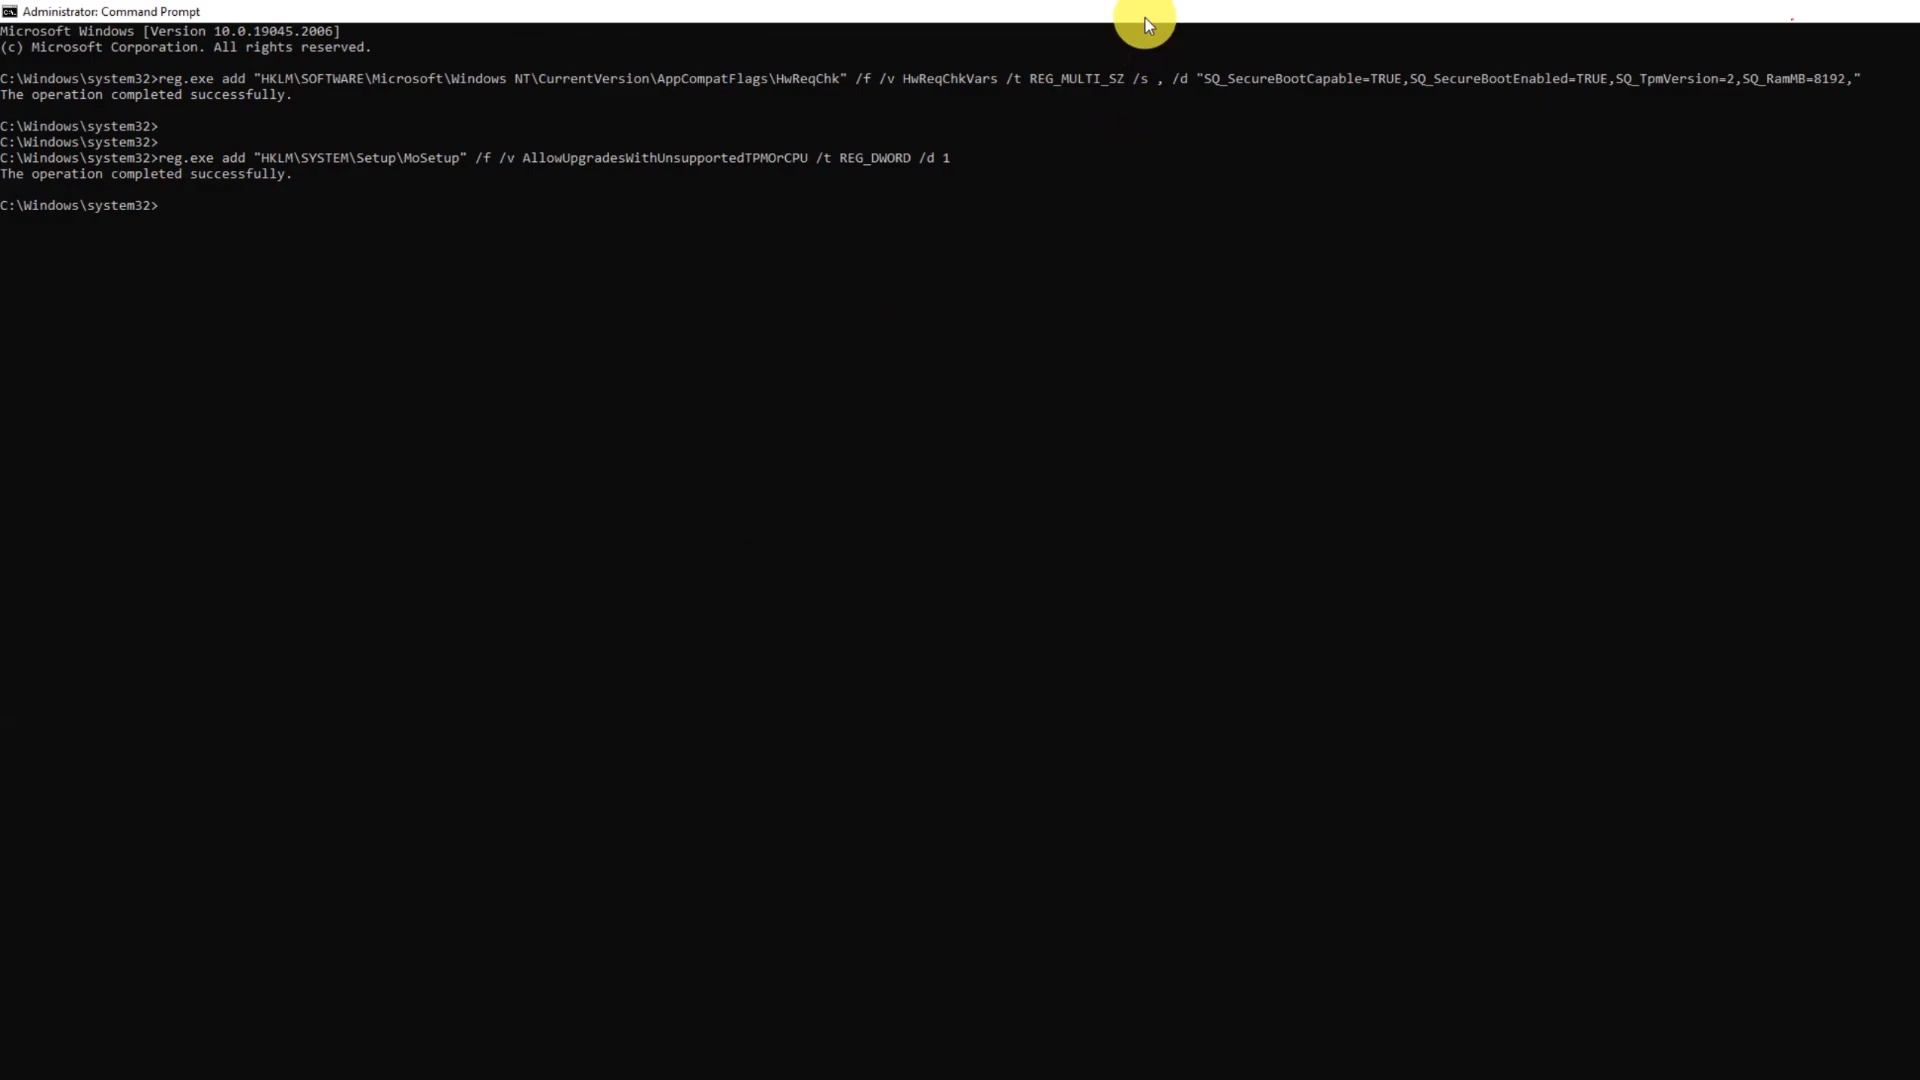 Administrator: Command Prompt
Microsoft Windows [Version 10.0.19045.2006]
(c) Microsoft Corporation. All rights reserved.
C:\Windows\system32>reg.exe add "HKLM\SOFTWARE\Microsoft\Windows NT\CurrentVersion\AppCompatFlags\HwReqChk" /f /v HwReqChkVars /t REG_MULTI_SZ /s , /d "SQ_SecureBootCapable=TRUE,SQ_SecureBootEnabled=TRUE,SQ_TpmVersion=2,SQ_RamMB=8192,"
The operation completed successfully.
C:\Windows\system32>
C:\Windows\system32>
C:\Windows\system32>reg.exe add "HKLM\SYSTEM\Setup\MoSetup" /f /v AllowUpgradesWithUnsupportedTPMOrCPU /t REG_DWORD /d 1
The operation completed successfully.
C:\Windows\system32>